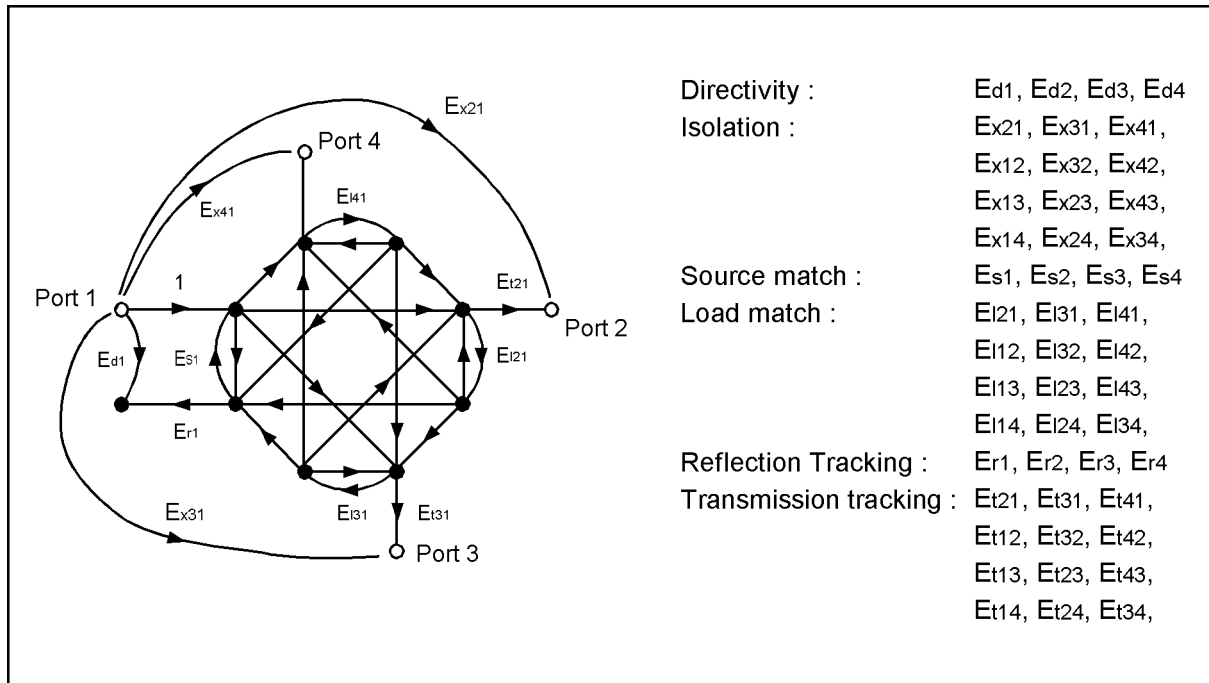 Ex21
Port 4
Ex41
El41
Port 1
1
Et21
Port 2
Ed1
ES1
El21
Er1
Ex31
El31
Et31
Port 3
Directivity : Ed1, Ed2, Ed3, Ed4
Isolation : Ex21, Ex31, Ex41,
Ex12, Ex32, Ex42,
Ex13, Ex23, Ex43,
Ex14, Ex24, Ex34,
Source match : Es1, Es2, Es3, Es4
Load match : El21, El31, El41,
El12, El32, El42,
El13, El23, El43,
El14, El24, El34,
Reflection Tracking : Er1, Er2, Er3, Er4
Transmission tracking : Et21, Et31, Et41,
Et12, Et32, Et42,
Et13, Et23, Et43,
Et14, Et24, Et34,